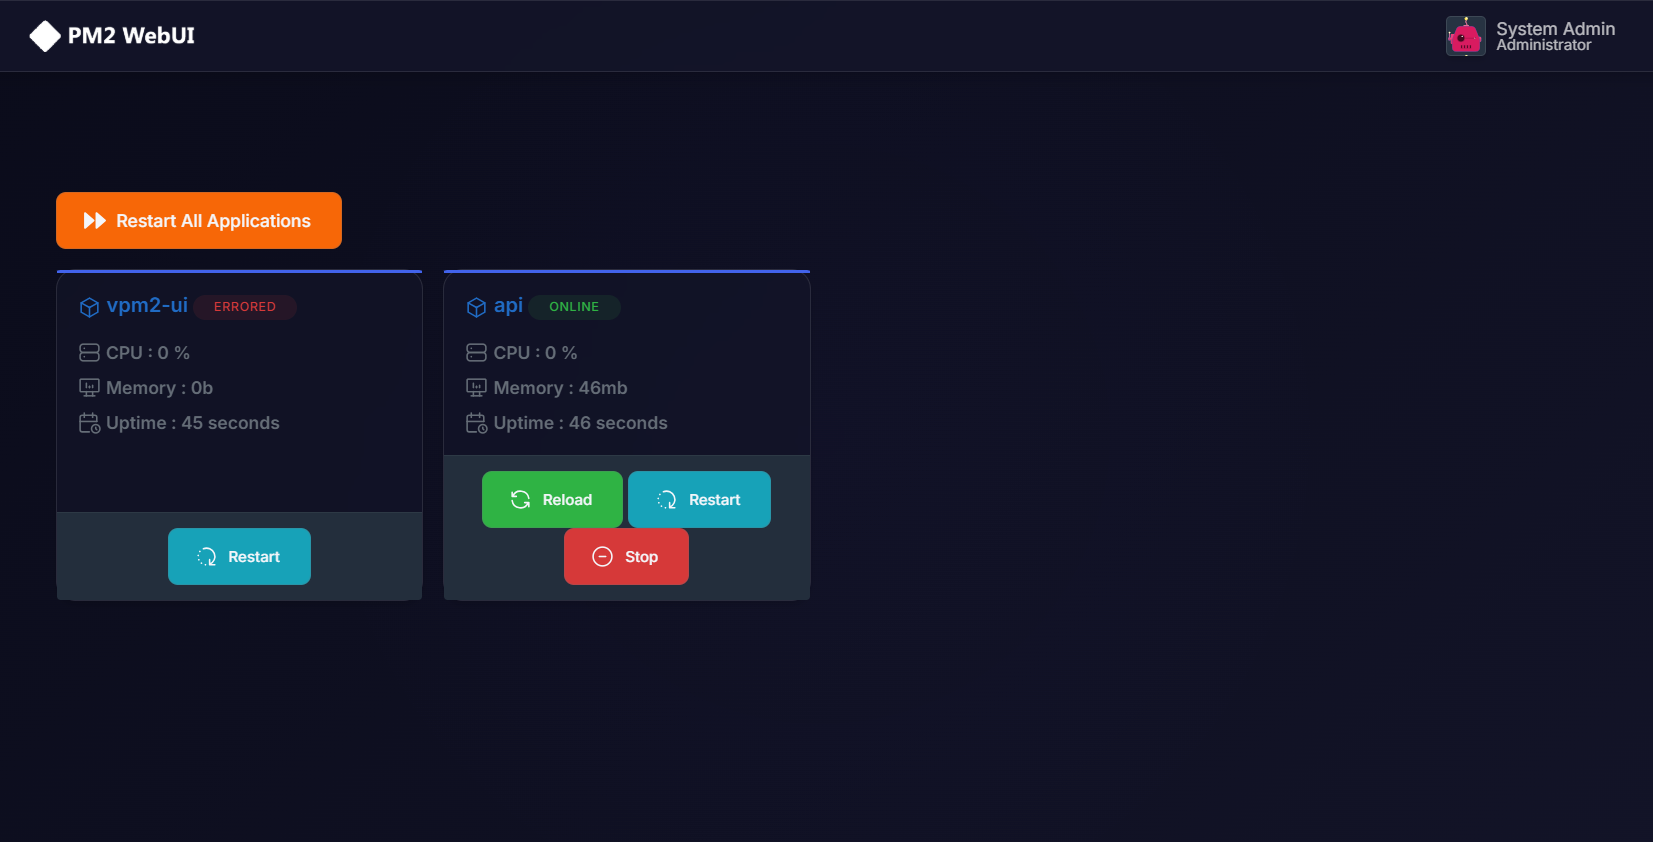 PM2 WebUI
System Admin
Administrator
Restart All Applications
vpm2-ui ERRORED
CPU : 0 %
Memory : 0b
Uptime : 45 seconds
Restart
api ONLINE
CPU : 0 %
Memory : 46mb
Uptime : 46 seconds
Reload Restart
Stop